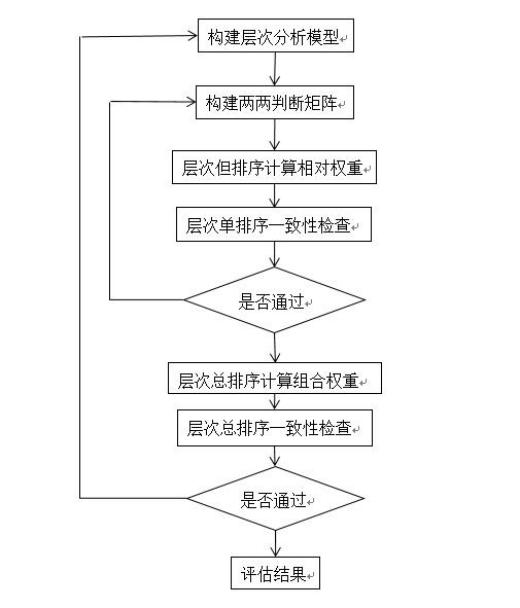 构建层次分析模型
构建两两判断矩阵
层次但排序计算相对权重
层次单排序一致性检查
是否通过
层次总排序计算组合权重
层次总排序一致性检查
是否通过
评估结果